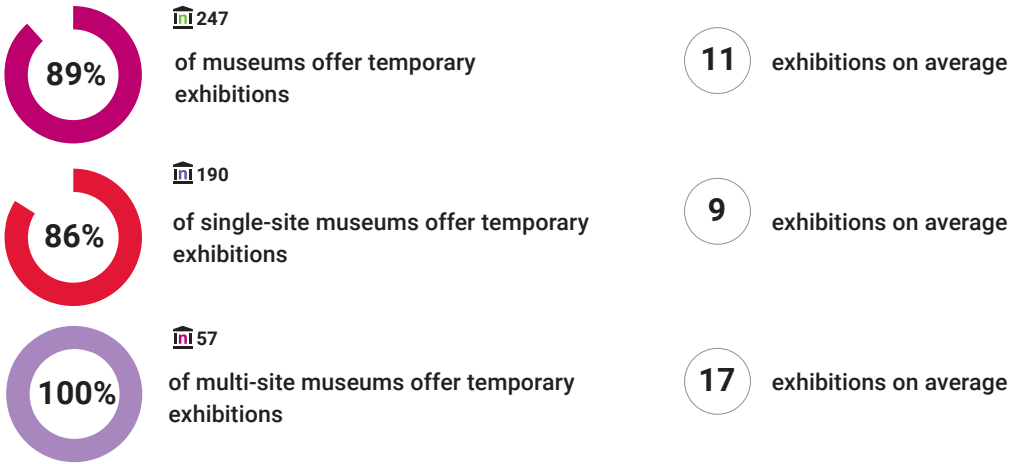 247
89%
of museums offer temporary
exhibitions
11
exhibitions on average
190
86%
of single-site museums offer temporary
exhibitions
9
exhibitions on average
57
100%
of multi-site museums offer temporary
exhibitions
17
exhibitions on average